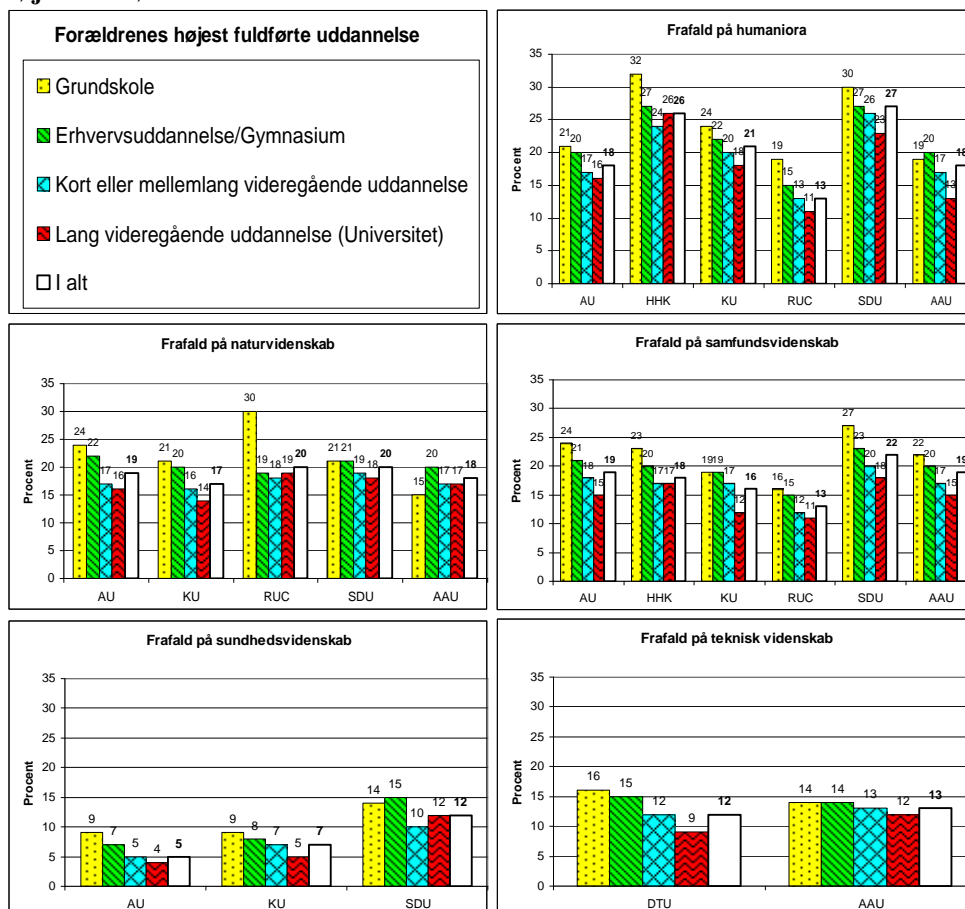 Forældrenes højest fuldførte uddannelse
Grundskole
Erhvervsuddannelse/Gymnasium
Kort eller mellemlang videregående uddannelse
Lang videregående uddannelse (Universitet)
I alt
Frafald på humaniora
Procent
35
30
25
20
15
10
5
0
21 20 17 16 18
32 27 24 26 26
24 22 20 18 21
19 15 13 11 13
30 27 26 23 27
19 20 17 13 18
AU HHK KU RUC SDU AAU
Frafald på naturvidenskab
Procent
35
30
25
20
15
10
5
0
24 22 17 16 19
21 20 16 14 17
30 19 18 19 20
21 21 19 18 20
15 20 17 17 18
AU KU RUC SDU AAU
Frafald på samfundsvidenskab
Procent
35
30
25
20
15
10
5
0
24 21 18 15 19
23 20 17 17 18
19 19 17 12 16
16 15 12 11 13
27 23 20 18 22
22 20 17 15 19
AU HHK KU RUC SDU AAU
Frafald på sundhedsvidenskab
Procent
35
30
25
20
15
10
5
0
9 7 5 4 5
9 8 7 5 7
14 15 10 12 12
AU KU SDU
Frafald på teknisk videnskab
Procent
35
30
25
20
15
10
5
0
16 15 12 9 12
14 14 13 12 13
DTU AAU